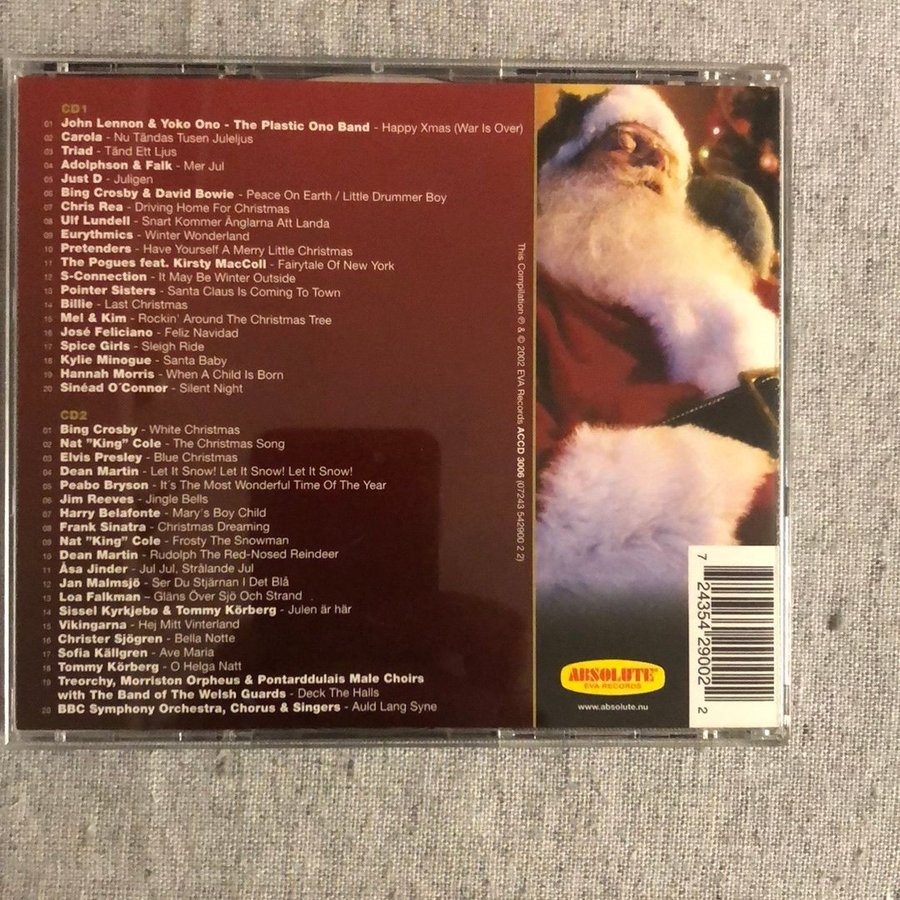 CD1
01 John Lennon & Yoko Ono - The Plastic Ono Band - Happy Xmas (War Is Over)
02 Carola - Nu Tändas Tusen Juleljus
03 Triad - Tänd Ett Ljus
04 Adolphson & Falk - Mer Jul
05 Just D - Juligen
06 Bing Crosby & David Bowie - Peace On Earth / Little Drummer Boy
07 Chris Rea - Driving Home For Christmas
08 Ulf Lundell - Snart Kommer Änglarna Att Landa
09 Eurythmics - Winter Wonderland
10 Pretenders - Have Yourself A Merry Little Christmas
11 The Pogues feat. Kirsty MacColl - Fairytale Of New York
12 S-Connection - It May Be Winter Outside
13 Pointer Sisters - Santa Claus Is Coming To Town
14 Billie - Last Christmas
15 Mel & Kim - Rockin' Around The Christmas Tree
16 José Feliciano - Feliz Navidad
17 Spice Girls - Sleigh Ride
18 Kylie Minogue - Santa Baby
19 Hannah Morris - When A Child Is Born
20 Sinéad O´Connor - Silent Night
CD2
01 Bing Crosby - White Christmas
02 Nat "King" Cole - The Christmas Song
03 Elvis Presley - Blue Christmas
04 Dean Martin - Let It Snow! Let It Snow! Let It Snow!
05 Peabo Bryson - It´s The Most Wonderful Time Of The Year
06 Jim Reeves - Jingle Bells
07 Harry Belafonte - Mary's Boy Child
08 Frank Sinatra - Christmas Dreaming
09 Nat "King" Cole - Frosty The Snowman
10 Dean Martin - Rudolph The Red-Nosed Reindeer
11 Åsa Jinder - Jul Jul, Strålande Jul
12 Jan Malmsjö - Ser Du Stjärnan I Det Blå
13 Loa Falkman - Gläns Över Sjö Och Strand
14 Sissel Kyrkjebø & Tommy Körberg - Julen är här
15 Vikingarna - Hej Mitt Vinterland
16 Christer Sjögren - Bella Notte
17 Sofia Källgren - Ave Maria
18 Tommy Körberg - O Helga Natt
19 Treorchy, Morriston Orpheus & Pontarddulais Male Choirs
with The Band of The Welsh Guards - Deck The Halls
20 BBC Symphony Orchestra, Chorus & Singers - Auld Lang Syne
This Compilation ℗ & © 2002 EVA Records ACCD 3006 (07243 542900 2 2)
ABSOLUTE
EVA RECORDS
www.absolute.nu
7 24354 29002 2